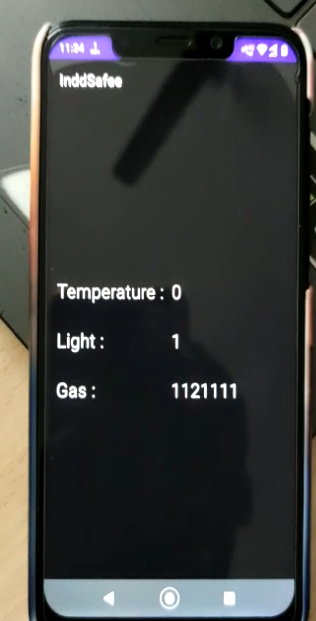 11:34
InddSafee
Temperature : 0
Light : 1
Gas : 1121111